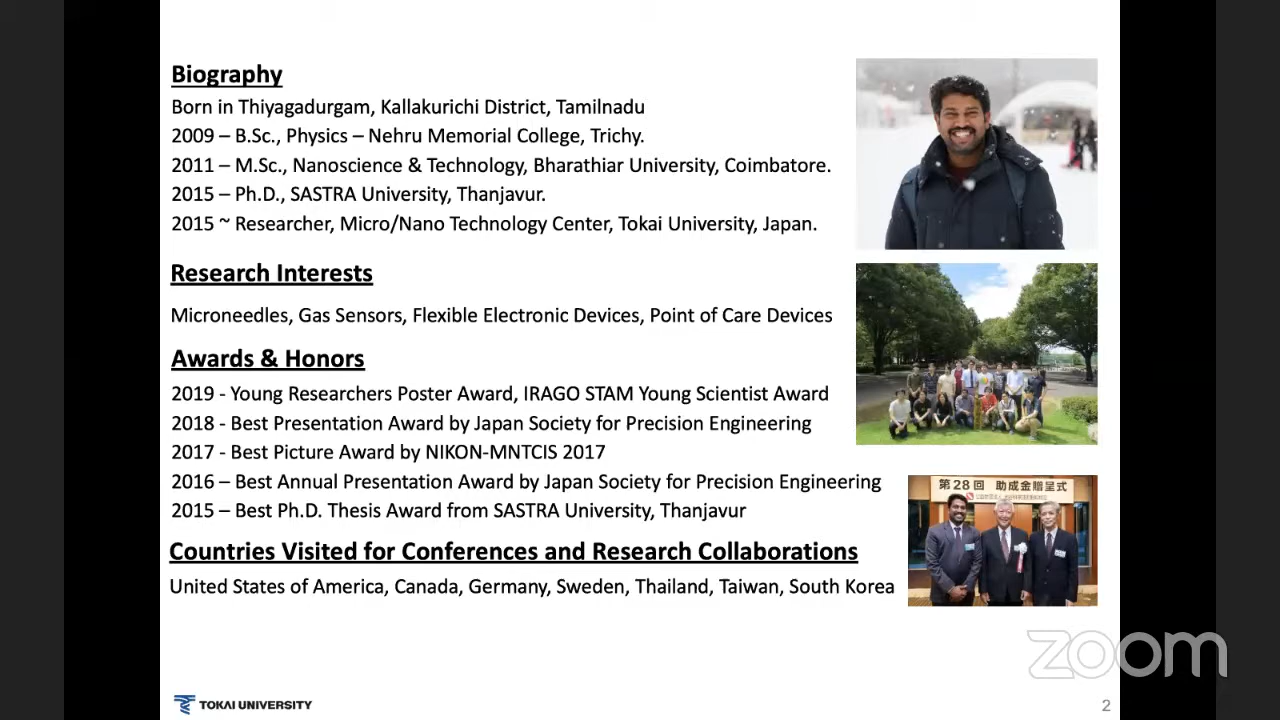 Biography
Born in Thiyagadurgam, Kallakurichi District, Tamilnadu
2009 – B.Sc., Physics – Nehru Memorial College, Trichy.
2011 – M.Sc., Nanoscience & Technology, Bharathiar University, Coimbatore.
2015 – Ph.D., SASTRA University, Thanjavur.
2015 ~ Researcher, Micro/Nano Technology Center, Tokai University, Japan.
Research Interests
Microneedles, Gas Sensors, Flexible Electronic Devices, Point of Care Devices
Awards & Honors
2019 - Young Researchers Poster Award, IRAGO STAM Young Scientist Award
2018 - Best Presentation Award by Japan Society for Precision Engineering
2017 - Best Picture Award by NIKON-MNTCIS 2017
2016 – Best Annual Presentation Award by Japan Society for Precision Engineering
2015 – Best Ph.D. Thesis Award from SASTRA University, Thanjavur
第28回 助成金贈呈式
Countries Visited for Conferences and Research Collaborations
United States of America, Canada, Germany, Sweden, Thailand, Taiwan, South Korea
zoom
TOKAI UNIVERSITY
2